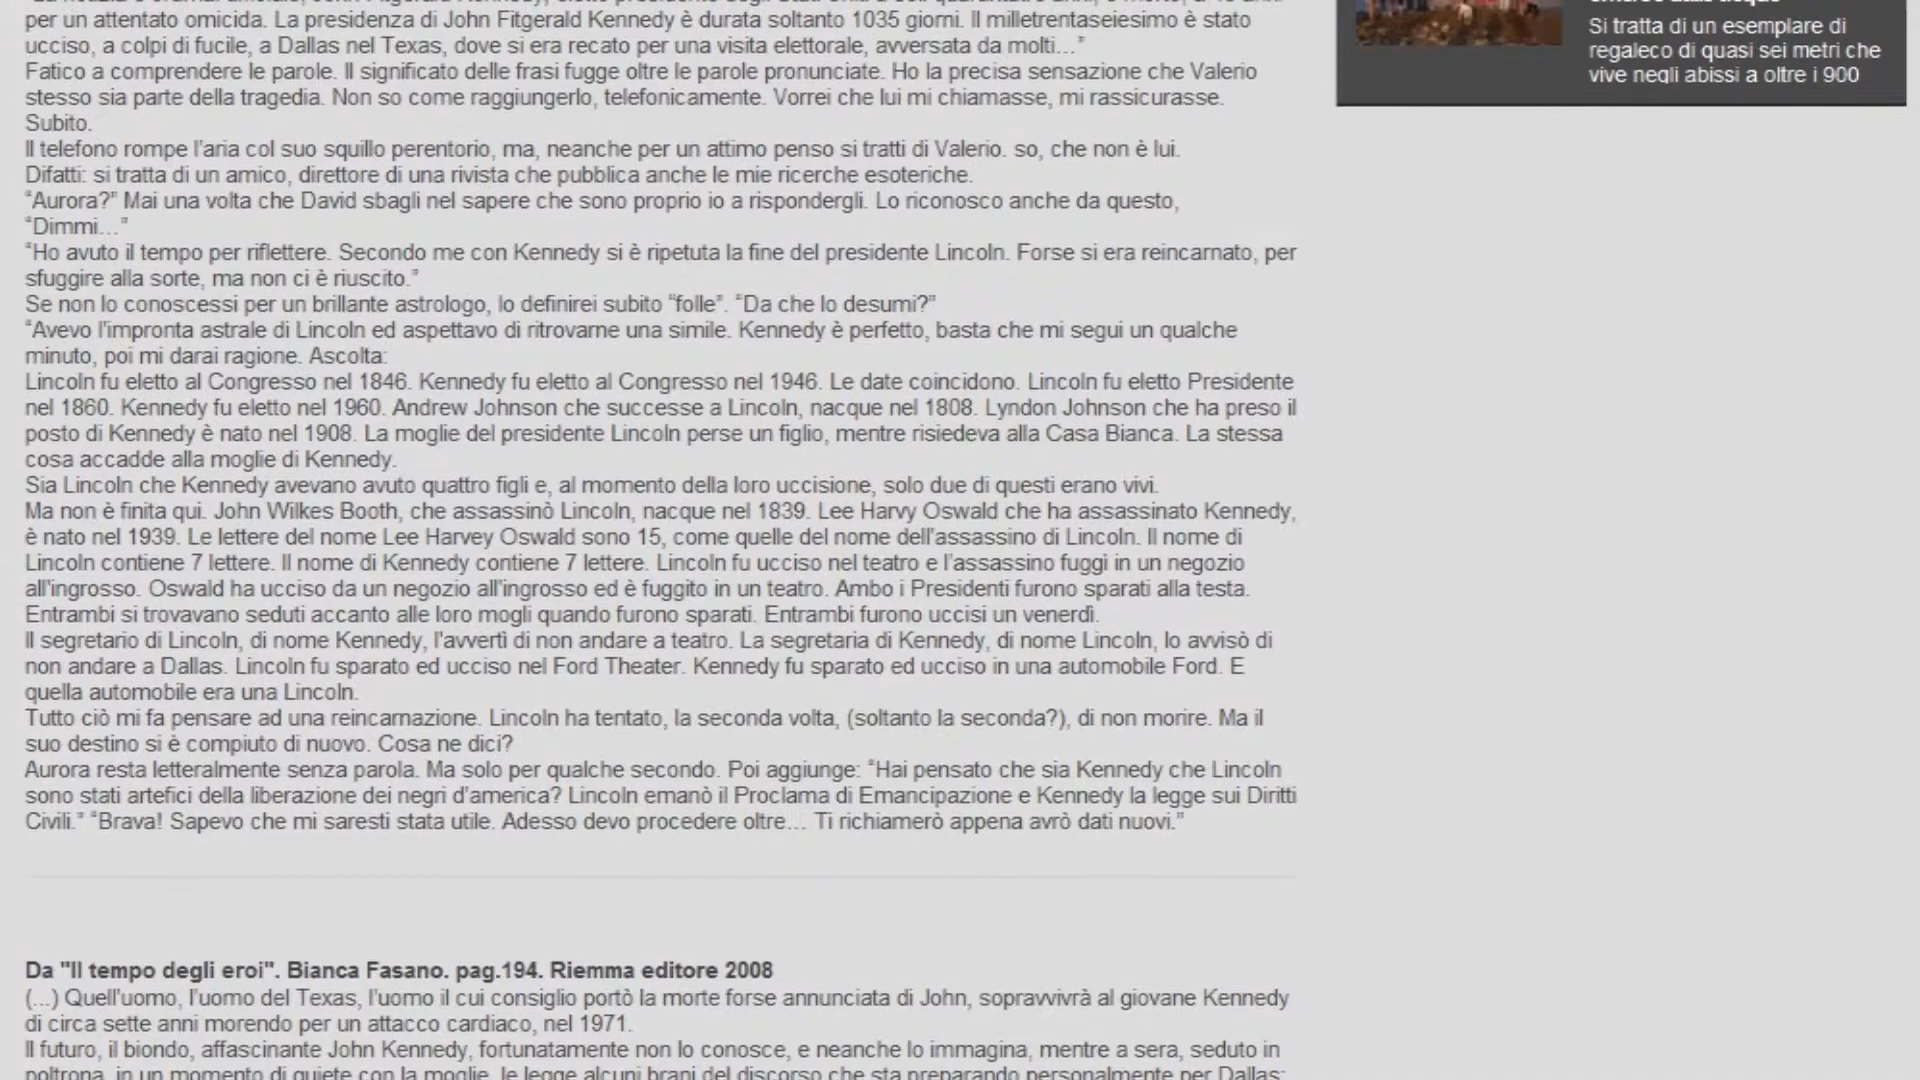 per un attentato omicida. La presidenza di John Fitgerald Kennedy è durata soltanto 1035 giorni. Il milletrentaseiesimo è stato
ucciso, a colpi di fucile, a Dallas nel Texas, dove si era recato per una visita elettorale, avversata da molti…”
Fatico a comprendere le parole. Il significato delle frasi fugge oltre le parole pronunciate. Ho la precisa sensazione che Valerio
stesso sia parte della tragedia. Non so come raggiungerlo, telefonicamente. Vorrei che lui mi chiamasse, mi rassicurasse.
Subito.
Il telefono rompe l’aria col suo squillo perentorio, ma, neanche per un attimo penso si tratti di Valerio. so, che non è lui.
Difatti: si tratta di un amico, direttore di una rivista che pubblica anche le mie ricerche esoteriche.
“Aurora?” Mai una volta che David sbagli nel sapere che sono proprio io a rispondergli. Lo riconosco anche da questo,
“Dimmi…”
“Ho avuto il tempo per riflettere. Secondo me con Kennedy si è ripetuta la fine del presidente Lincoln. Forse si era reincarnato, per
sfuggire alla sorte, ma non ci è riuscito.”
Se non lo conoscessi per un brillante astrologo, lo definirei subito “folle”. “Da che lo desumi?”
“Avevo l’impronta astrale di Lincoln ed aspettavo di ritrovarne una simile. Kennedy è perfetto, basta che mi segui un qualche
minuto, poi mi darai ragione. Ascolta:
Lincoln fu eletto al Congresso nel 1846. Kennedy fu eletto al Congresso nel 1946. Le date coincidono. Lincoln fu eletto Presidente
nel 1860. Kennedy fu eletto nel 1960. Andrew Johnson che successe a Lincoln, nacque nel 1808. Lyndon Johnson che ha preso il
posto di Kennedy è nato nel 1908. La moglie del presidente Lincoln perse un figlio, mentre risiedeva alla Casa Bianca. La stessa
cosa accadde alla moglie di Kennedy.
Sia Lincoln che Kennedy avevano avuto quattro figli e, al momento della loro uccisione, solo due di questi erano vivi.
Ma non è finita qui. John Wilkes Booth, che assassinò Lincoln, nacque nel 1839. Lee Harvy Oswald che ha assassinato Kennedy,
è nato nel 1939. Le lettere del nome Lee Harvey Oswald sono 15, come quelle del nome dell'assassino di Lincoln. Il nome di
Lincoln contiene 7 lettere. Il nome di Kennedy contiene 7 lettere. Lincoln fu ucciso nel teatro e l’assassino fuggì in un negozio
all'ingrosso. Oswald ha ucciso da un negozio all'ingrosso ed è fuggito in un teatro. Ambo i Presidenti furono sparati alla testa.
Entrambi si trovavano seduti accanto alle loro mogli quando furono sparati. Entrambi furono uccisi un venerdì.
Il segretario di Lincoln, di nome Kennedy, l'avvertì di non andare a teatro. La segretaria di Kennedy, di nome Lincoln, lo avvisò di
non andare a Dallas. Lincoln fu sparato ed ucciso nel Ford Theater. Kennedy fu sparato ed ucciso in una automobile Ford. E
quella automobile era una Lincoln.
Tutto ciò mi fa pensare ad una reincarnazione. Lincoln ha tentato, la seconda volta, (soltanto la seconda?), di non morire. Ma il
suo destino si è compiuto di nuovo. Cosa ne dici?
Aurora resta letteralmente senza parola. Ma solo per qualche secondo. Poi aggiunge: “Hai pensato che sia Kennedy che Lincoln
sono stati artefici della liberazione dei negri d’america? Lincoln emanò il Proclama di Emancipazione e Kennedy la legge sui Diritti
Civili.” “Brava! Sapevo che mi saresti stata utile. Adesso devo procedere oltre… Ti richiamerò appena avrò dati nuovi.”
Da "Il tempo degli eroi". Bianca Fasano. pag.194. Riemma editore 2008
(...) Quell’uomo, l’uomo del Texas, l’uomo il cui consiglio portò la morte forse annunciata di John, sopravvivrà al giovane Kennedy
di circa sette anni morendo per un attacco cardiaco, nel 1971.
Il futuro, il biondo, affascinante John Kennedy, fortunatamente non lo conosce, e neanche lo immagina, mentre a sera, seduto in
poltrona, in un momento di quiete con la moglie, le legge alcuni brani del discorso che sta preparando personalmente per Dallas:
Si tratta di un esemplare di
regaleco di quasi sei metri che
vive negli abissi a oltre i 900